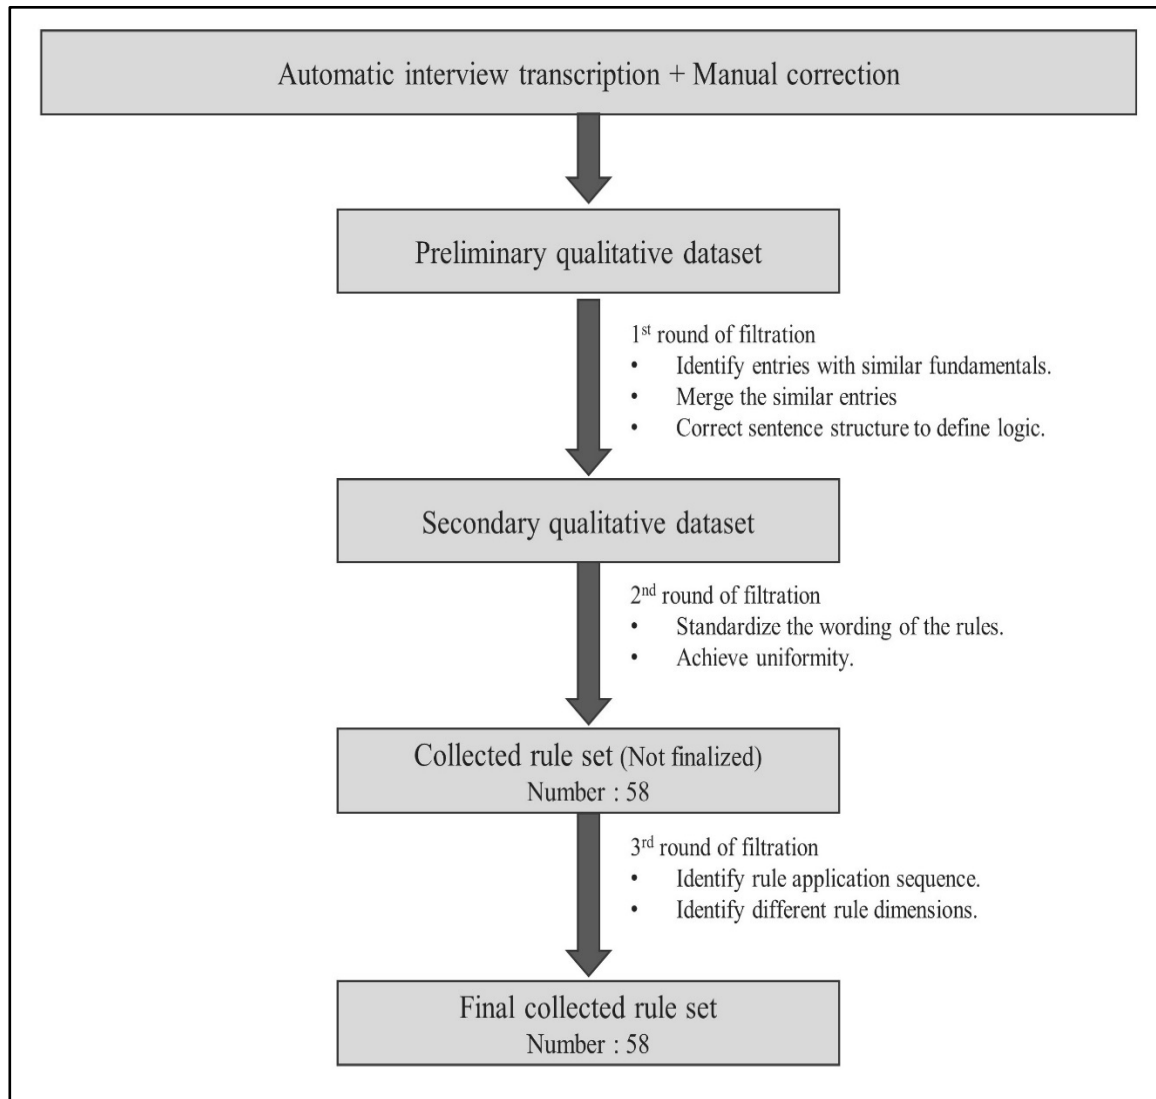 Automatic interview transcription + Manual correction
Preliminary qualitative dataset
1st round of filtration
• Identify entries with similar fundamentals.
• Merge the similar entries
• Correct sentence structure to define logic.
Secondary qualitative dataset
2nd round of filtration
• Standardize the wording of the rules.
• Achieve uniformity.
Collected rule set (Not finalized)
Number : 58
3rd round of filtration
• Identify rule application sequence.
• Identify different rule dimensions.
Final collected rule set
Number : 58